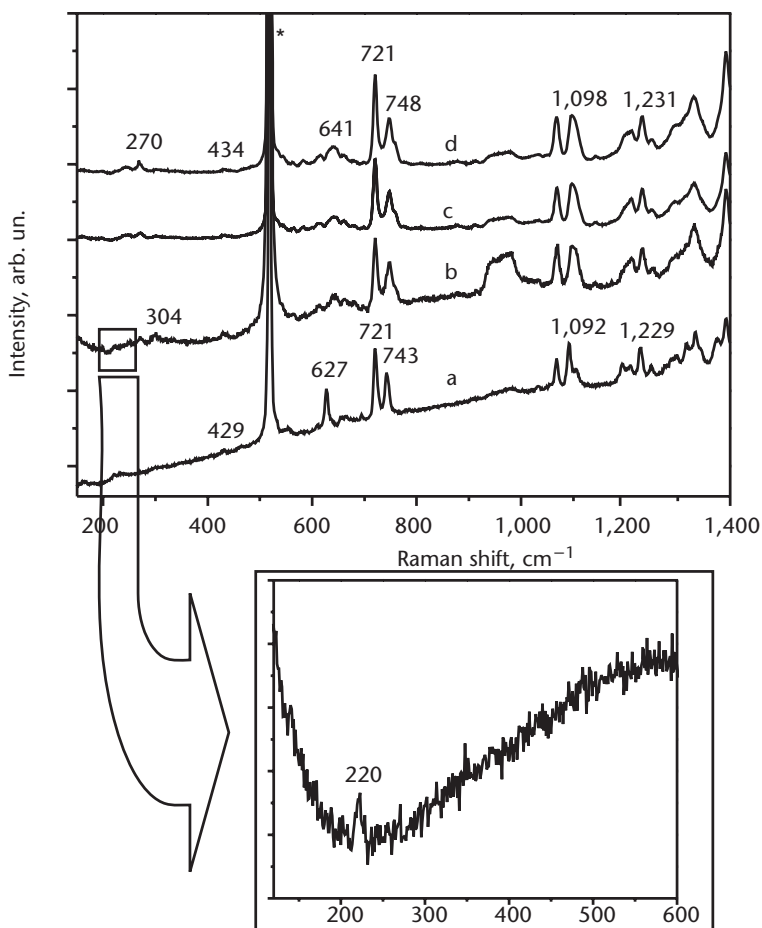 *
721
748
1,098
1,231
270
434
641
d
c
b
304
721
743
1,092
1,229
627
a
429
Intensity, arb. un.
200 400 600 800 1,000 1,200 1,400
Raman shift, cm⁻¹
220
200 300 400 500 600